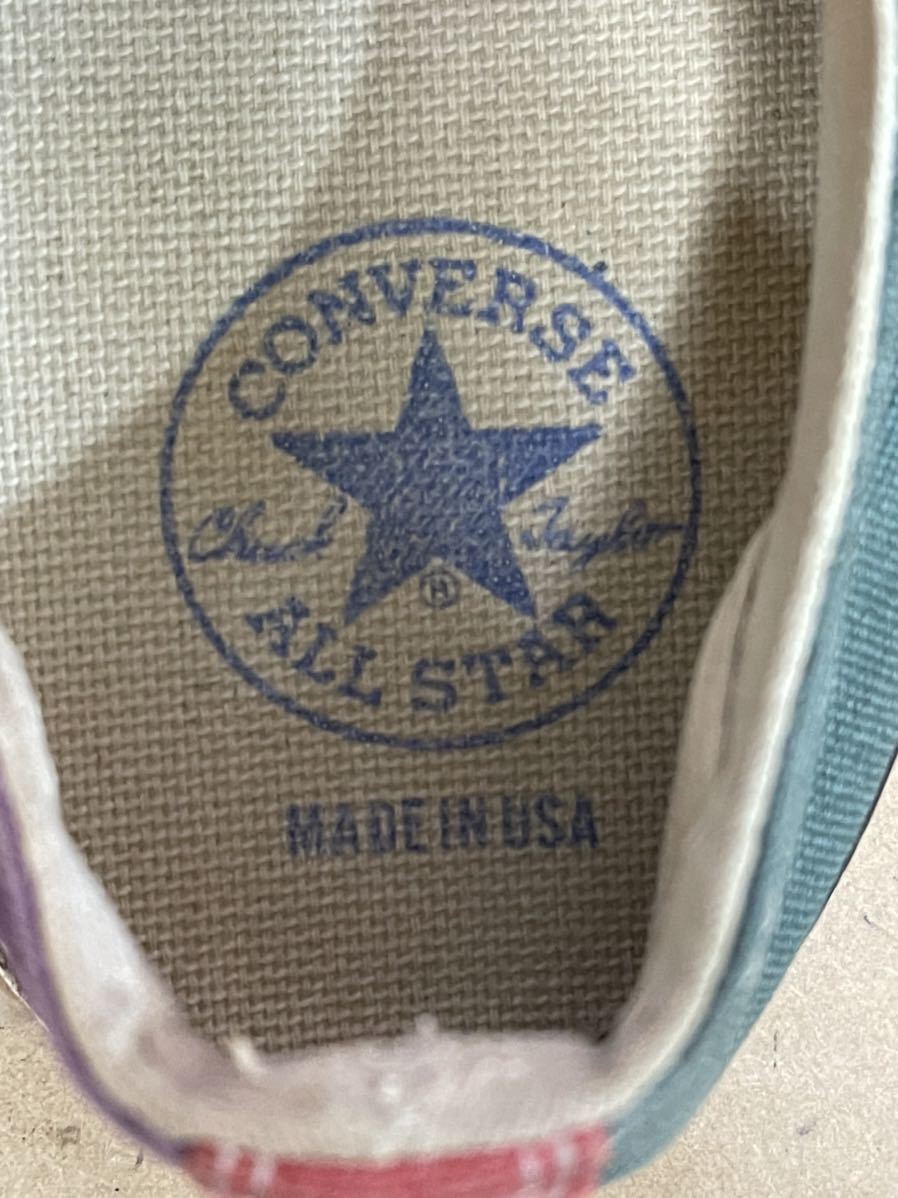 CONVERSE
Chuck Taylor
®
ALL STAR
MADE IN USA